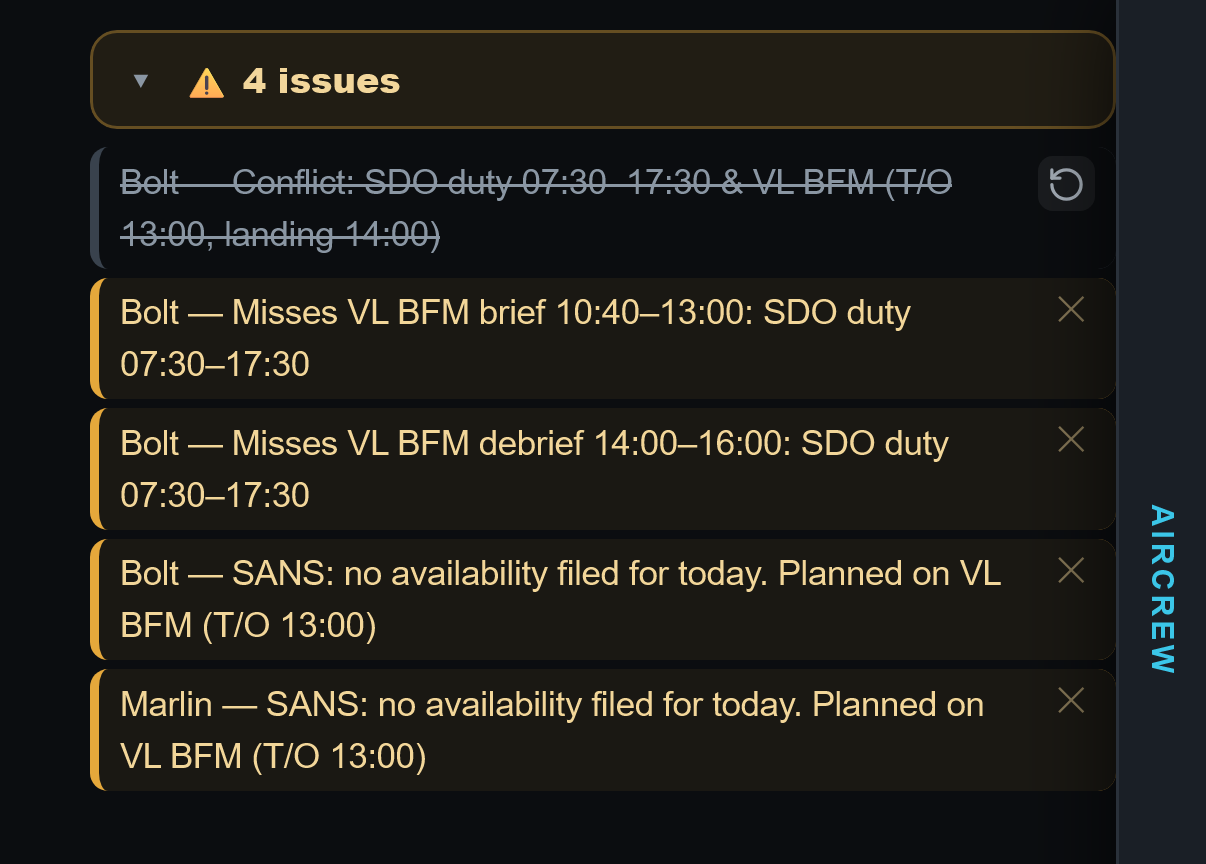 ▼ ⚠️ 4 issues
Bolt — Conflict: SDO duty 07:30–17:30 & VL BFM (T/O
13:00, landing 14:00)
Bolt — Misses VL BFM brief 10:40–13:00: SDO duty
07:30–17:30
Bolt — Misses VL BFM debrief 14:00–16:00: SDO duty
07:30–17:30
Bolt — SANS: no availability filed for today. Planned on VL
BFM (T/O 13:00)
Marlin — SANS: no availability filed for today. Planned on
VL BFM (T/O 13:00)
AIRCREW